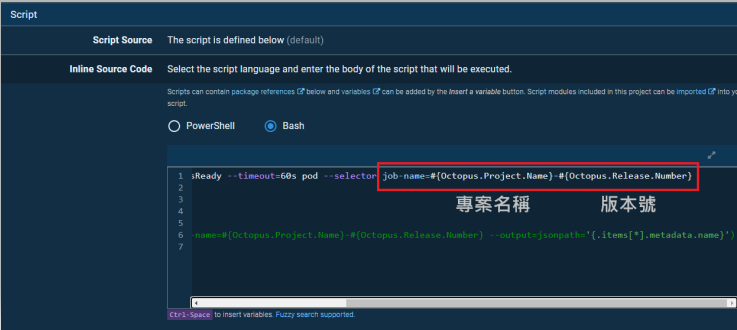 Script
Script Source The script is defined below (default)
Inline Source Code Select the script language and enter the body of the script that will be executed.
Scripts can contain package references below and variables can be added by the Insert a variable button. Script modules included in this project can be imported into yo
script.
PowerShell Bash
1 sReady --timeout=60s pod --selector job-name=#{Octopus.Project.Name}-#{Octopus.Release.Number}
2 專案名稱 版本號
3
4
5
6 -name=#{Octopus.Project.Name}-#{Octopus.Release.Number} --output=jsonpath='{.items[*].metadata.name}')
7
Ctrl-Space to insert variables. Fuzzy search supported.